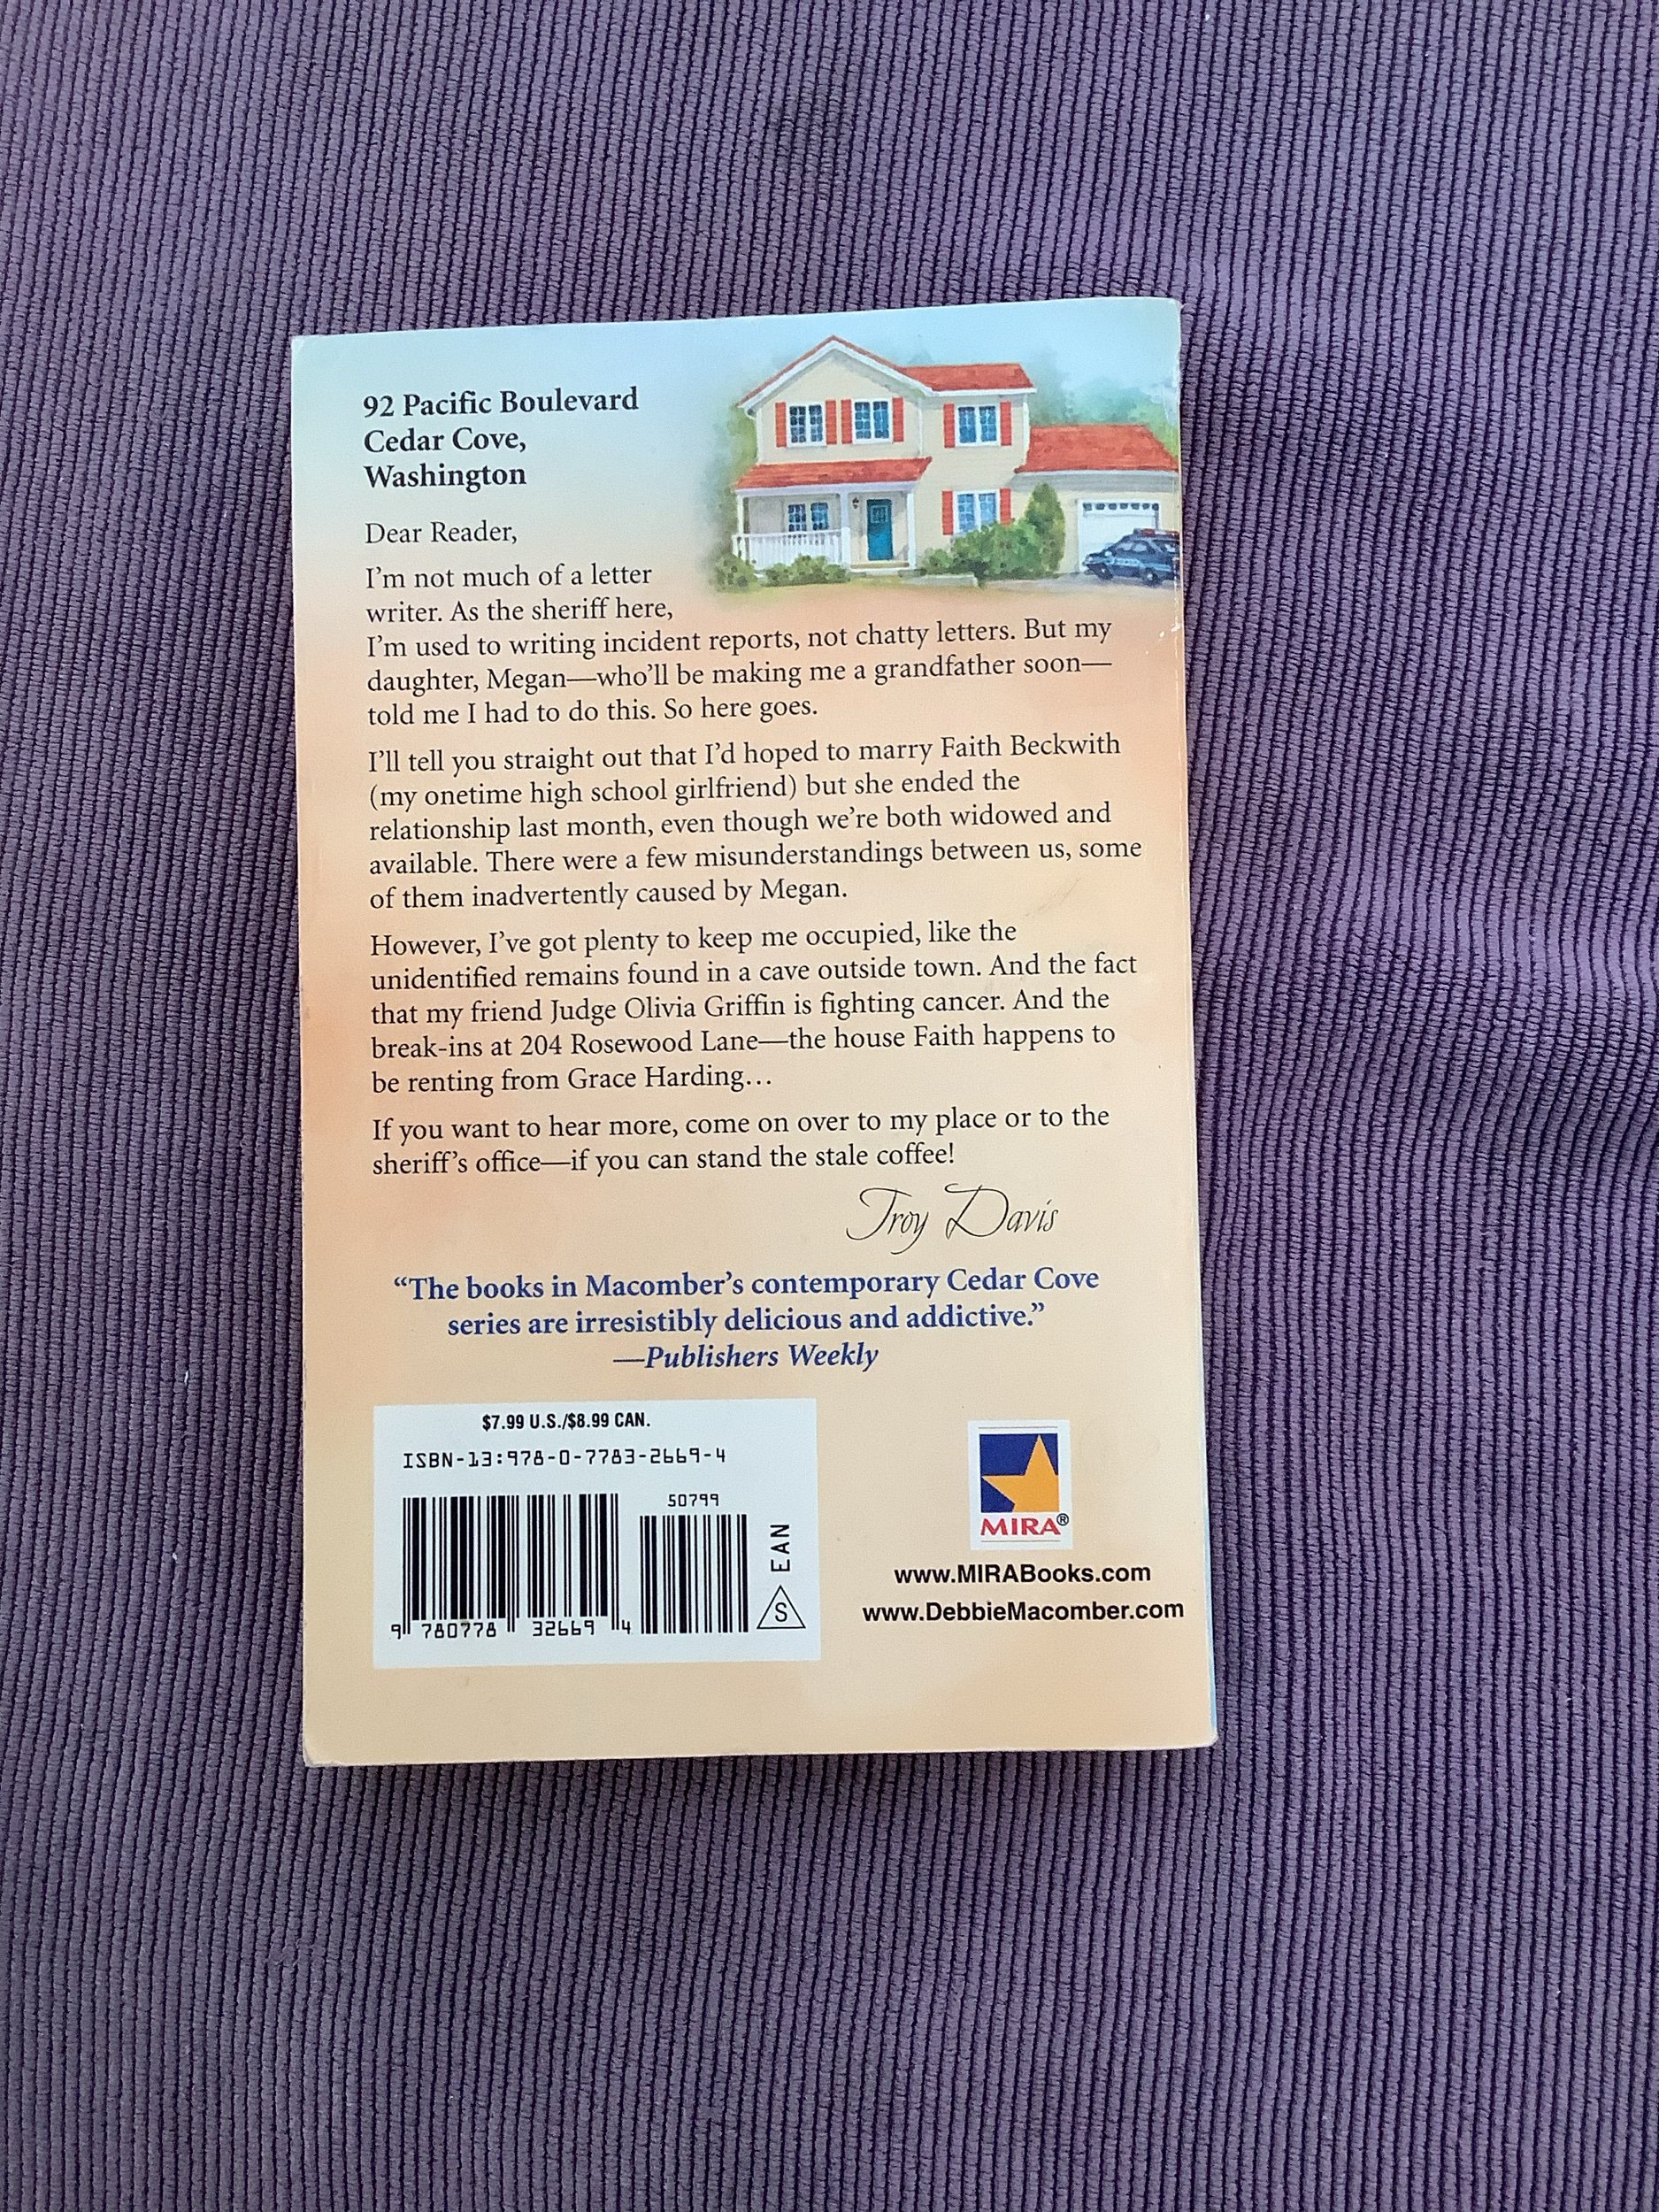 92 Pacific Boulevard
Cedar Cove,
Washington
Dear Reader,
I'm not much of a letter
writer. As the sheriff here,
I'm used to writing incident reports, not chatty letters. But my
daughter, Megan—who'll be making me a grandfather soon—
told me I had to do this. So here goes.
I'll tell you straight out that I'd hoped to marry Faith Beckwith
(my onetime high school girlfriend) but she ended the
relationship last month, even though we're both widowed and
available. There were a few misunderstandings between us, some
of them inadvertently caused by Megan.
However, I've got plenty to keep me occupied, like the
unidentified remains found in a cave outside town. And the fact
that my friend Judge Olivia Griffin is fighting cancer. And the
break-ins at 204 Rosewood Lane—the house Faith happens to
be renting from Grace Harding…
If you want to hear more, come on over to my place or to the
sheriff's office—if you can stand the stale coffee!
Troy Davis
“The books in Macomber's contemporary Cedar Cove
series are irresistibly delicious and addictive.”
—Publishers Weekly
$7.99 U.S./$8.99 CAN.
ISBN-13:978-0-7783-2669-4
50799
EAN
S
9 780778 326694
MIRA®
www.MIRABooks.com
www.DebbieMacomber.com